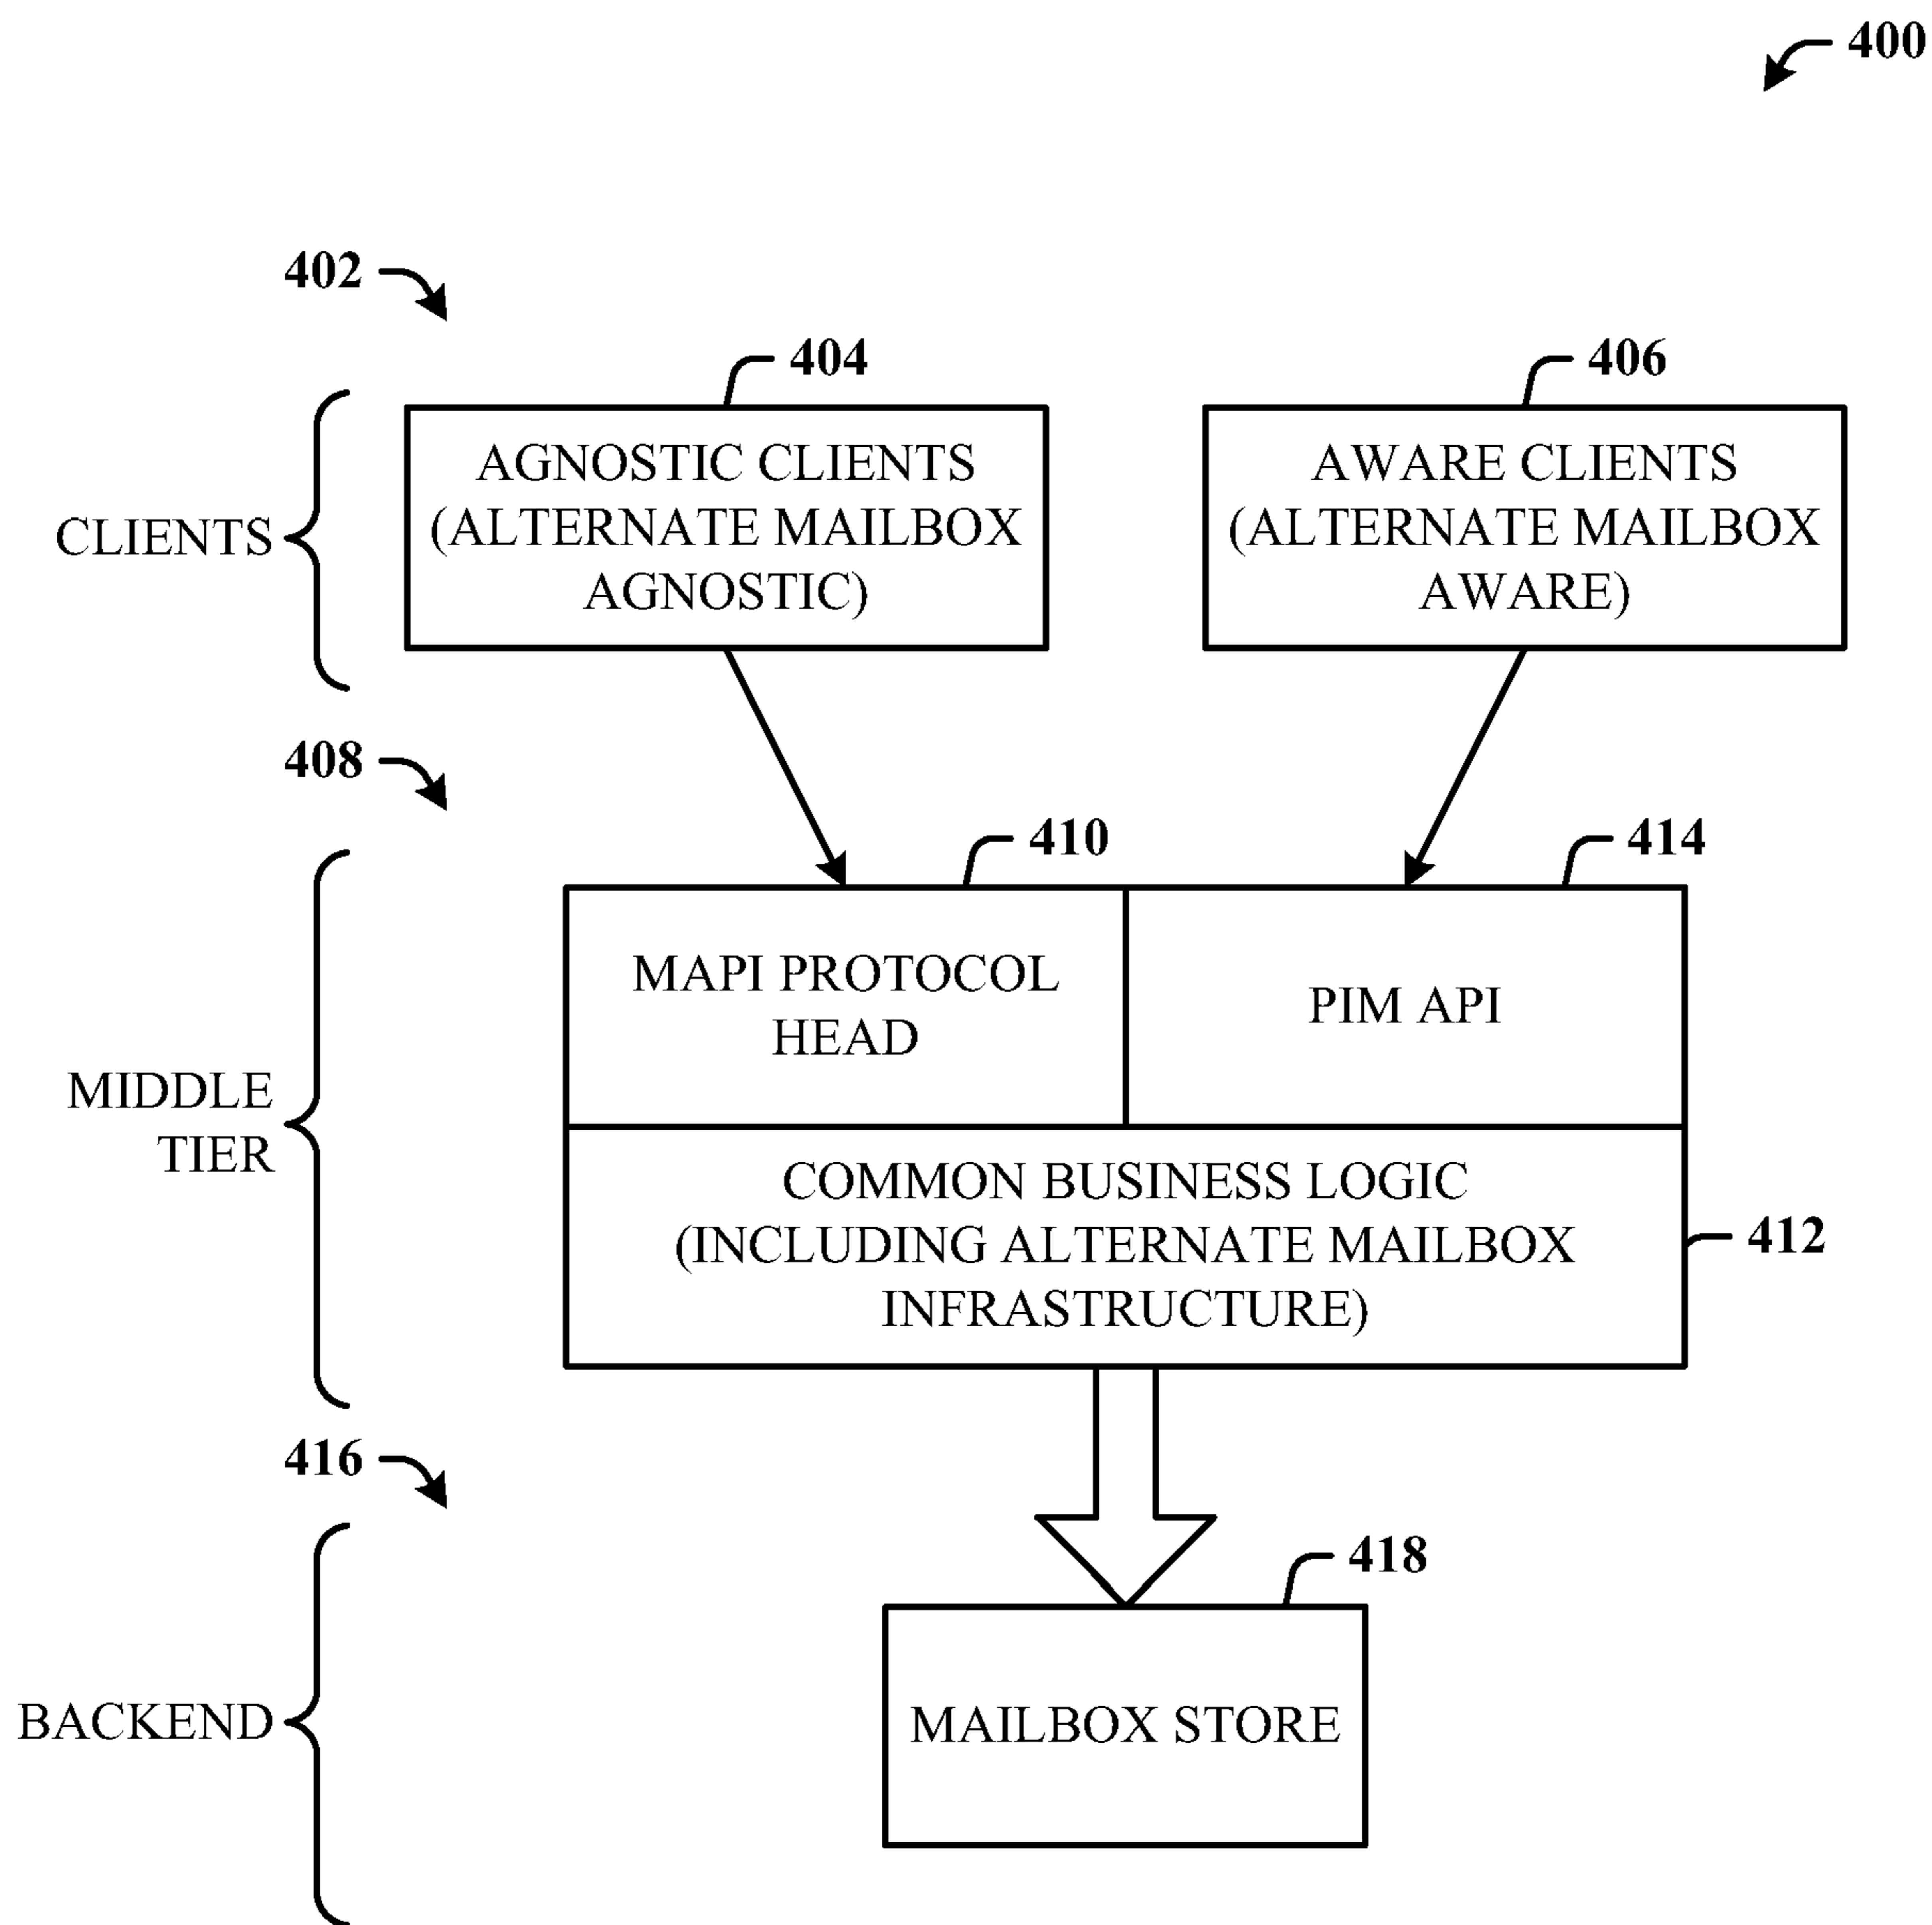 400
402
404
406
AGNOSTIC CLIENTS
(ALTERNATE MAILBOX
AGNOSTIC)
AWARE CLIENTS
(ALTERNATE MAILBOX
AWARE)
CLIENTS
408
410
414
MAPI PROTOCOL
HEAD
PIM API
MIDDLE
TIER
COMMON BUSINESS LOGIC
(INCLUDING ALTERNATE MAILBOX
INFRASTRUCTURE)
412
416
418
MAILBOX STORE
BACKEND